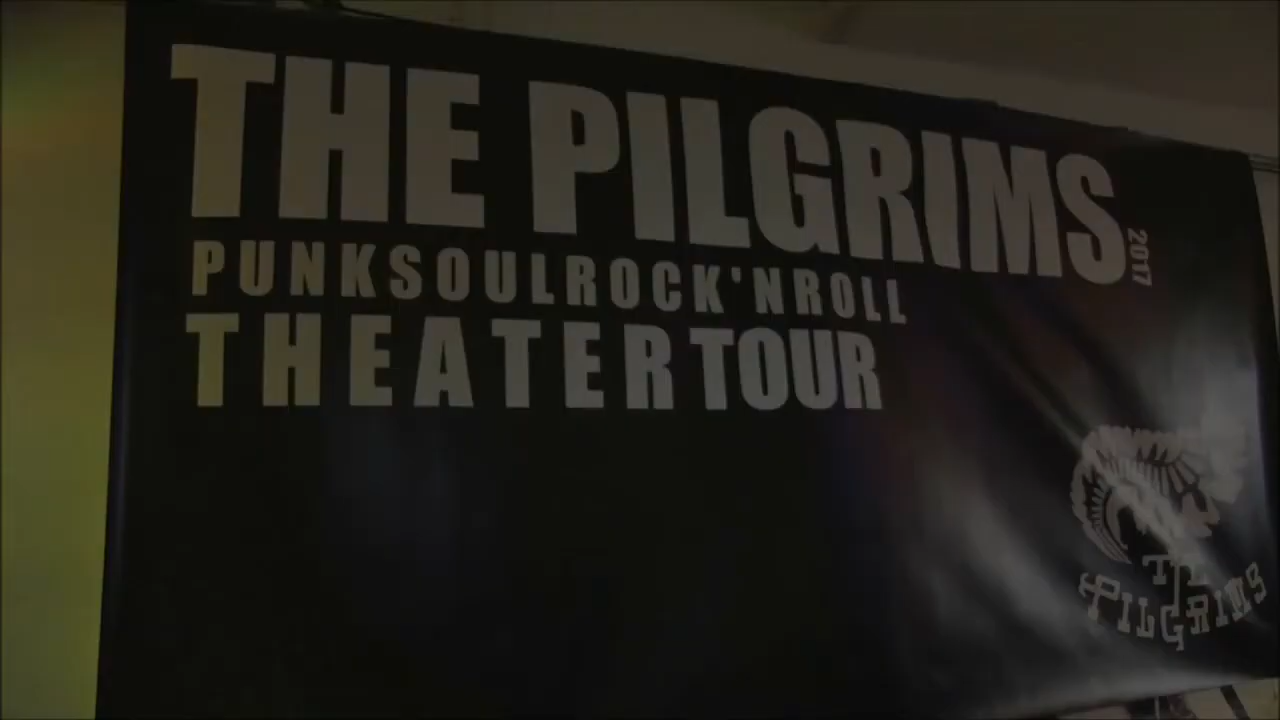 THE PILGRIMS
2017
PUNKSOULROCK'NROLL
THEATERTOUR
THE
PILGRIMS